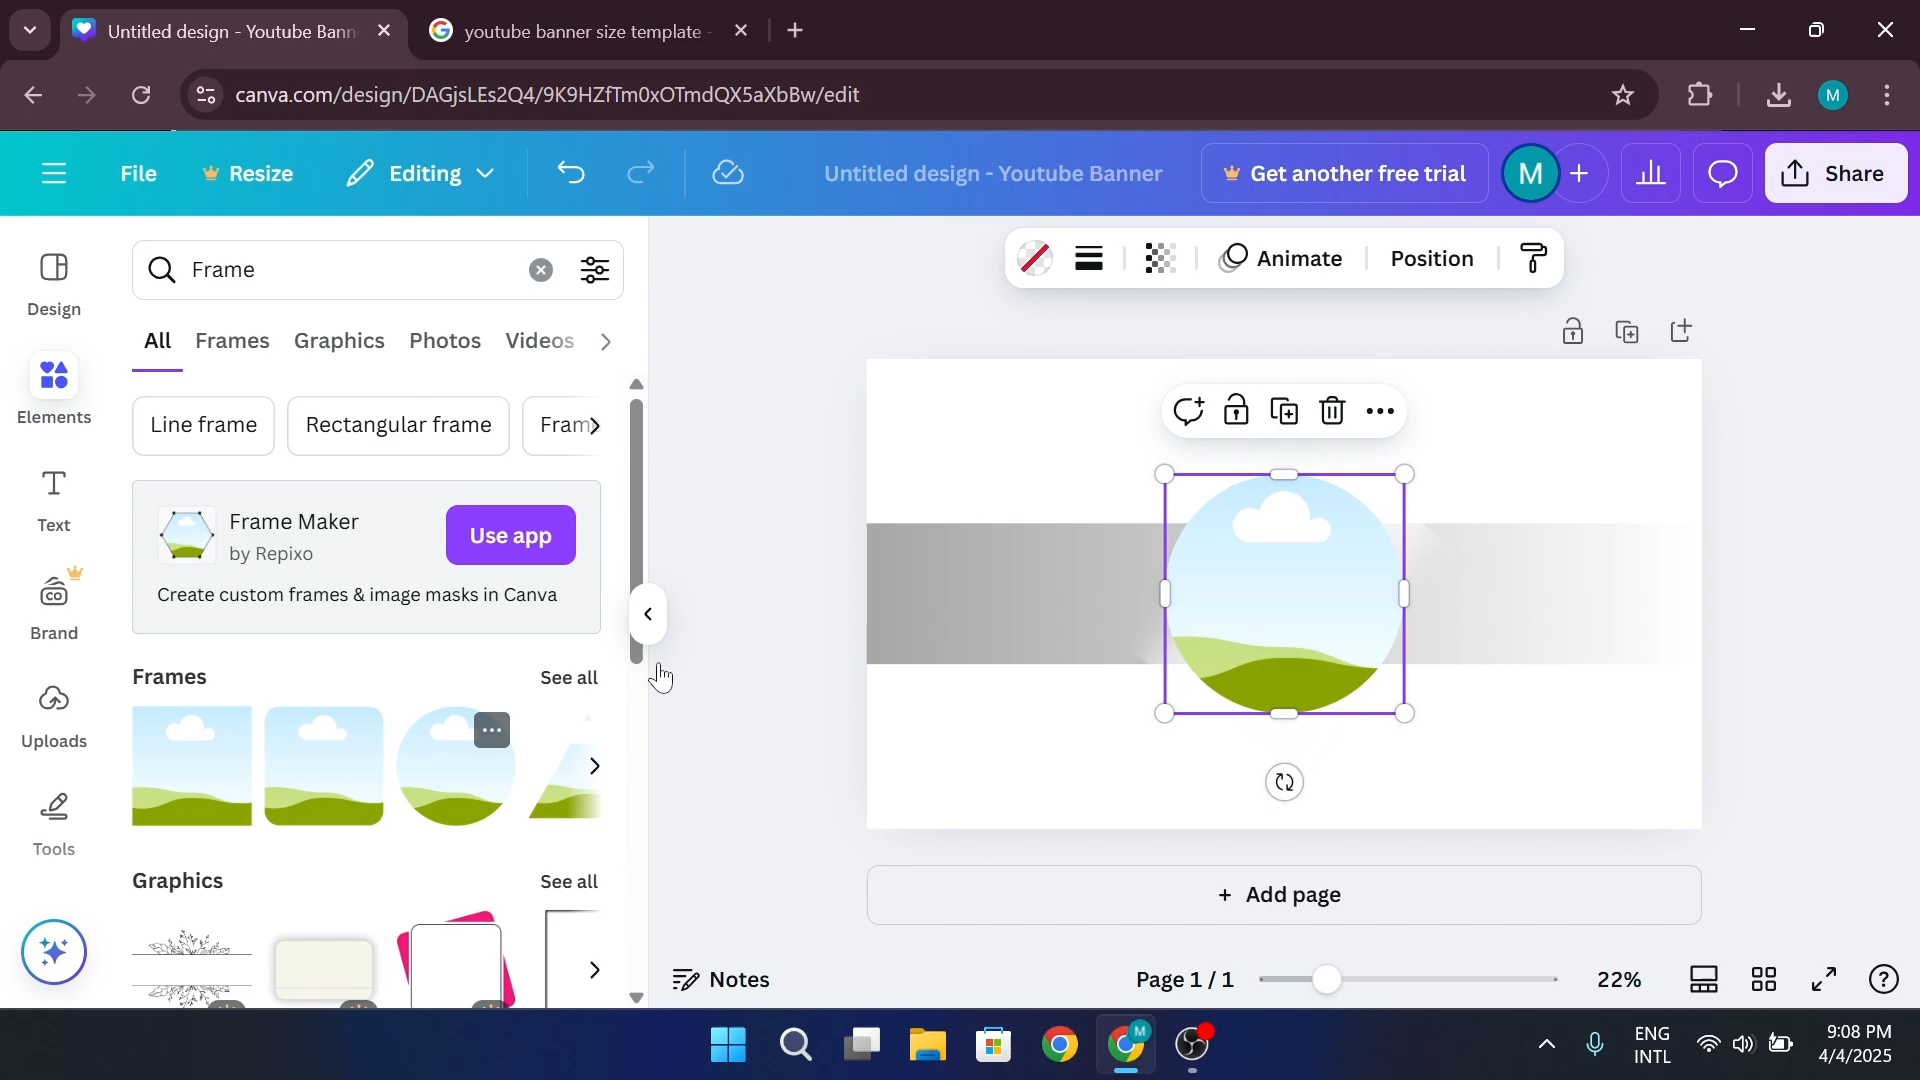 Untitled design - Youtube Bann
youtube banner size template -
canva.com/design/DAGjsLEs2Q4/9K9HZfTm0xOTmdQX5aXbBw/edit
M
File
Resize
Editing
Untitled design - Youtube Banner
Get another free trial
M
Share
Design
Elements
Text
Brand
Uploads
Tools
Frame
All Frames Graphics Photos Videos
Line frame
Rectangular frame
Fram
Frame Maker
by Repixo
Use app
Create custom frames & image masks in Canva
Frames
See all
Graphics
See all
Animate
Position
+ Add page
Notes
Page 1 / 1
22%
M
ENG
INTL
9:08 PM
4/4/2025